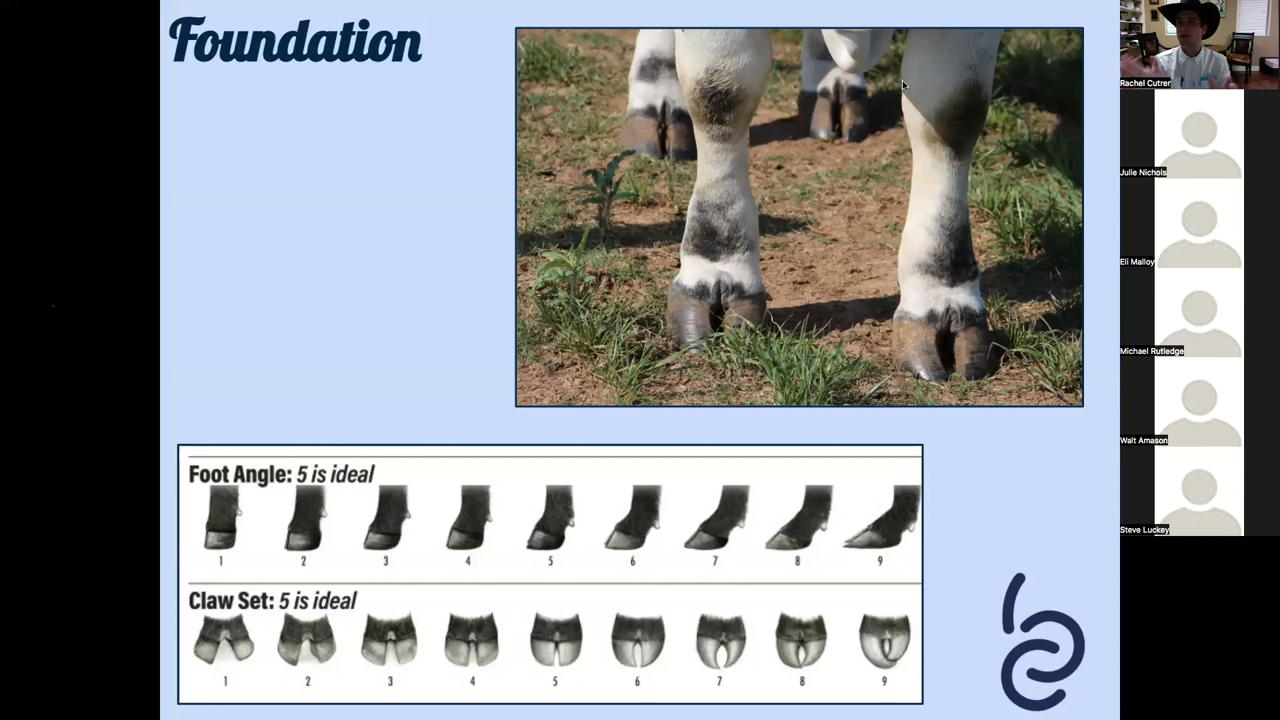 Foundation
Rachel Cutrer
Julie Nichols
Eli Malloy
Michael Rutledge
Walt Amason
Steve Luckey
Foot Angle: 5 is ideal
1 2 3 4 5 6 7 8 9
Claw Set: 5 is ideal
1 2 3 4 5 6 7 8 9